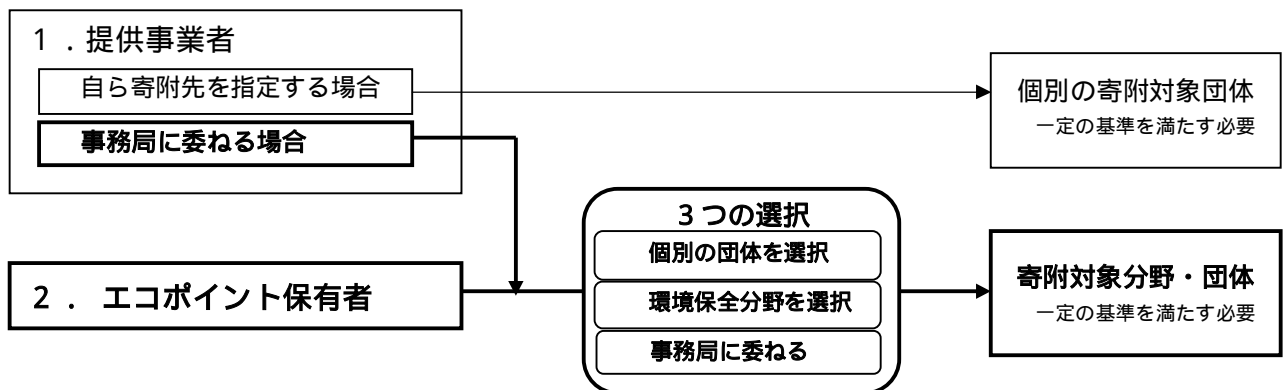 １．提供事業者
自ら寄附先を指定する場合
事務局に委ねる場合
個別の寄附対象団体
一定の基準を満たす必要
２． エコポイント保有者
３つの選択
個別の団体を選択
環境保全分野を選択
事務局に委ねる
寄附対象分野・団体
一定の基準を満たす必要